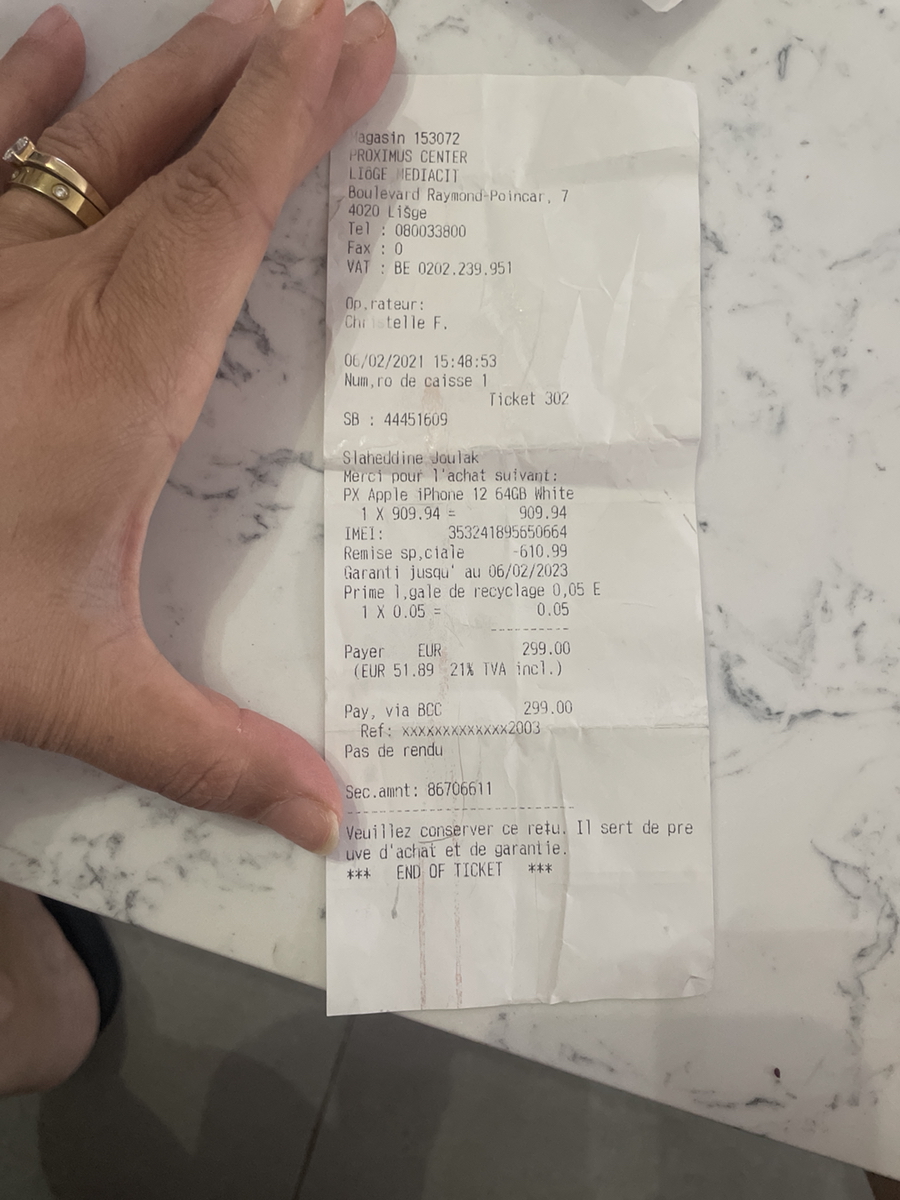 Magasin 153072
PROXIMUS CENTER
LIŎGE MEDIACIT
Boulevard Raymond-Poincar, 7
4020 LiŜge
Tel : 080033800
Fax : 0
VAT : BE 0202.239.951
Op,rateur:
Christelle F.
06/02/2021 15:48:53
Num,ro de caisse 1
Ticket 302
SB : 44451609
Slaheddine Joulak
Merci pour l'achat suivant:
PX Apple iPhone 12 64GB White
1 X 909.94 = 909.94
IMEI: 353241895650664
Remise sp,ciale -610.99
Garanti jusqu' au 06/02/2023
Prime l,gale de recyclage 0,05 E
1 X 0.05 = 0.05
----------
Payer EUR 299.00
(EUR 51.89 21% TVA incl.)
Pay, via BCC 299.00
Ref: xxxxxxxxxxxxx2003
Pas de rendu
Sec.amnt: 86706611
-----------------------------
Veuillez conserver ce reţu. Il sert de pre
uve d'achat et de garantie.
*** END OF TICKET ***